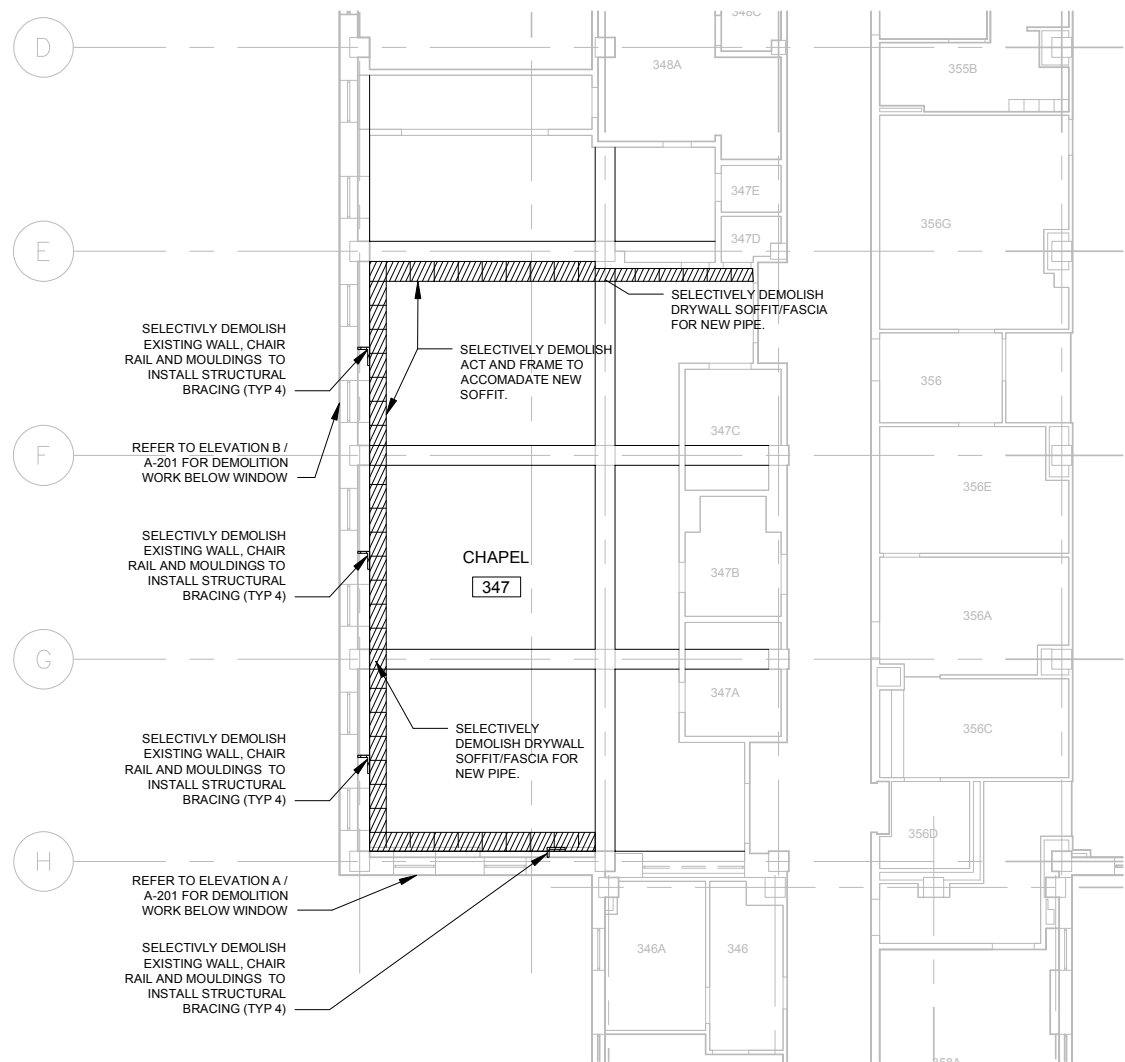 348C
D
348A
355B
347E
356G
347D
E
SELECTIVELY DEMOLISH
DRYWALL SOFFIT/FASCIA
FOR NEW PIPE.
SELECTIVLY DEMOLISH
EXISTING WALL, CHAIR
RAIL AND MOULDINGS TO
INSTALL STRUCTURAL
BRACING (TYP 4)
SELECTIVELY DEMOLISH
ACT AND FRAME TO
ACCOMADATE NEW
SOFFIT.
356
347C
F
REFER TO ELEVATION B /
A-201 FOR DEMOLITION
WORK BELOW WINDOW
356E
SELECTIVLY DEMOLISH
EXISTING WALL, CHAIR
RAIL AND MOULDINGS TO
INSTALL STRUCTURAL
BRACING (TYP 4)
CHAPEL
347
347B
356A
G
347A
356C
SELECTIVLY DEMOLISH
EXISTING WALL, CHAIR
RAIL AND MOULDINGS TO
INSTALL STRUCTURAL
BRACING (TYP 4)
SELECTIVELY
DEMOLISH DRYWALL
SOFFIT/FASCIA FOR
NEW PIPE.
356D
H
REFER TO ELEVATION A /
A-201 FOR DEMOLITION
WORK BELOW WINDOW
SELECTIVLY DEMOLISH
EXISTING WALL, CHAIR
RAIL AND MOULDINGS TO
INSTALL STRUCTURAL
BRACING (TYP 4)
346A
346
358A